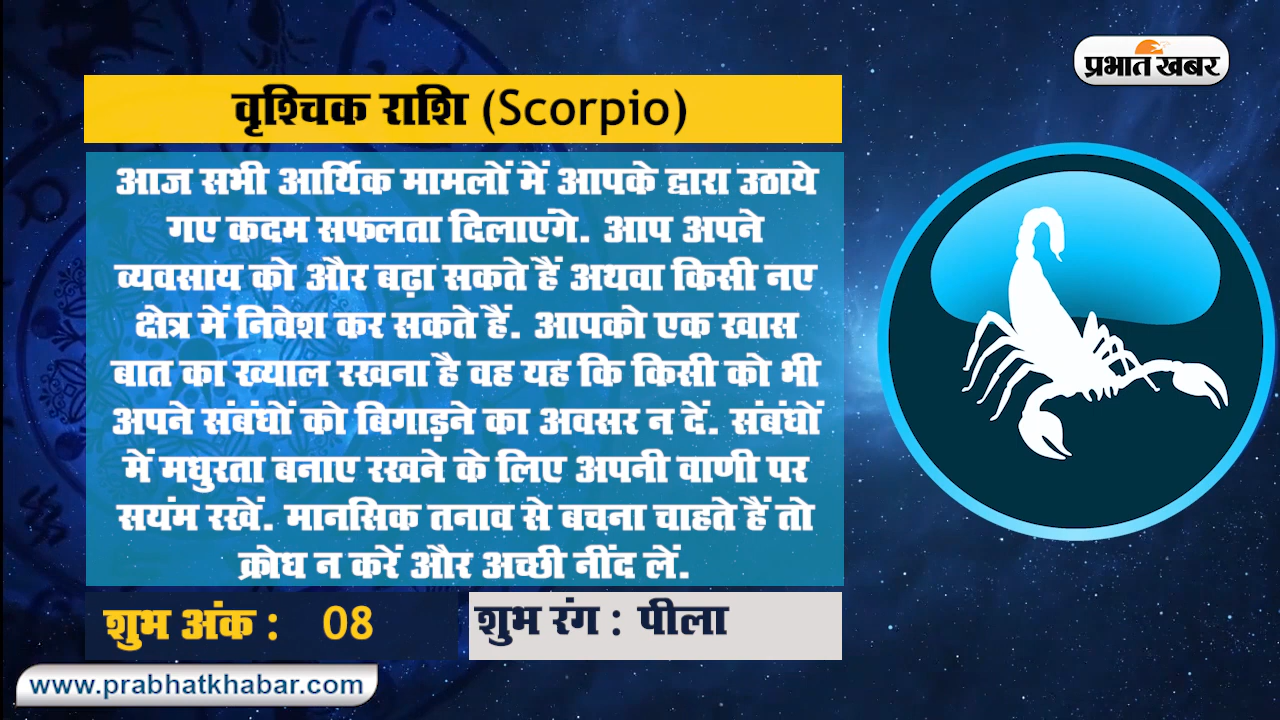 प्रभात खबर
वृश्चिक राशि (Scorpio)
आज सभी आर्थिक मामलों में आपके द्वारा उठाये
गए कदम सफलता दिलाएंगे. आप अपने
व्यवसाय को और बढ़ा सकते हैं अथवा किसी नए
क्षेत्र में निवेश कर सकते हैं. आपको एक खास
बात का ख्याल रखना है वह यह कि किसी को भी
अपने संबंधों को बिगाड़ने का अवसर न दें. संबंधों
में मधुरता बनाए रखने के लिए अपनी वाणी पर
सयंम रखें. मानसिक तनाव से बचना चाहते हैं तो
क्रोध न करें और अच्छी नींद लें.
शुभ अंक : 08
शुभ रंग : पीला
www.prabhatkhabar.com